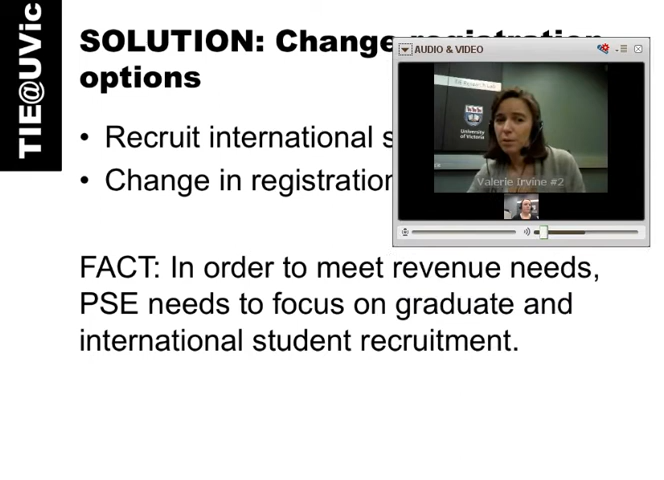 TIE@UVic
SOLUTION: Change registration
options
• Recruit international s
• Change in registration
FACT: In order to meet revenue needs,
PSE needs to focus on graduate and
international student recruitment.
AUDIO & VIDEO
University
of Victoria
Valerie Irvine #2